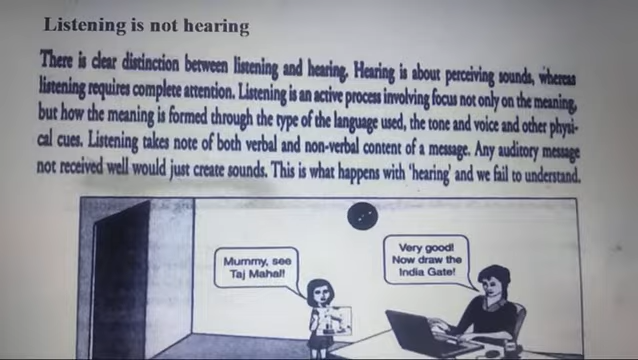 Listening is not hearing
There is clear distinction between listening and hearing. Hearing is about perceiving sounds, whereas
listening requires complete attention. Listening is an active process involving focus not only on the meaning,
but how the meaning is formed through the type of the language used, the tone and voice and other physi-
cal cues. Listening takes note of both verbal and non-verbal content of a message. Any auditory message
not received well would just create sounds. This is what happens with 'hearing' and we fail to understand.
Mummy, see
Taj Mahal!
Very good!
Now draw the
India Gate!